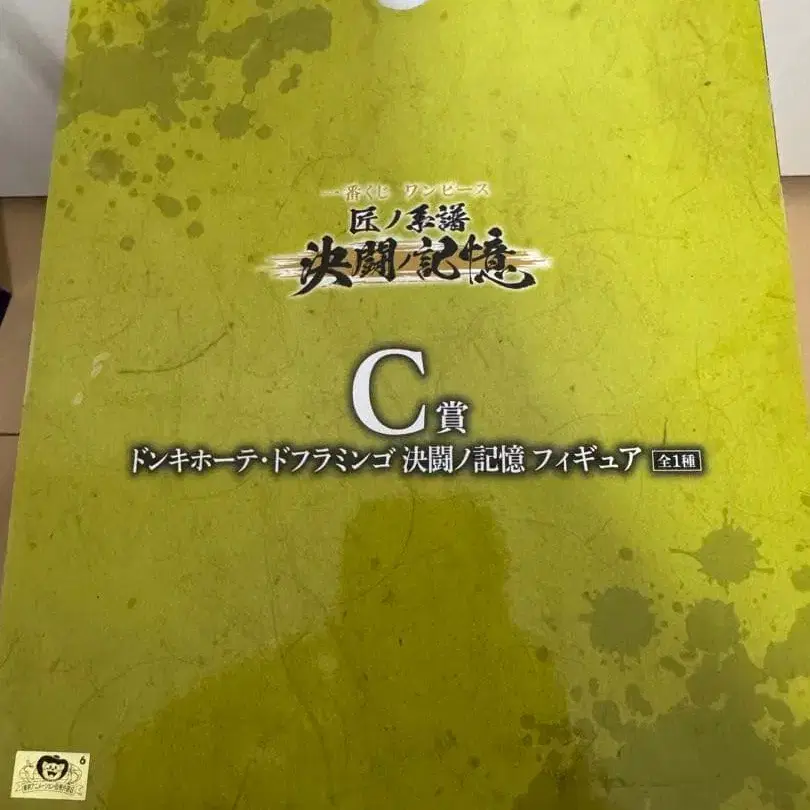 一番くじ ワンピース
匠ノ系譜
決闘ノ記憶
C賞
ドンキホーテ・ドフラミンゴ 決闘ノ記憶 フィギュア 全1種
6